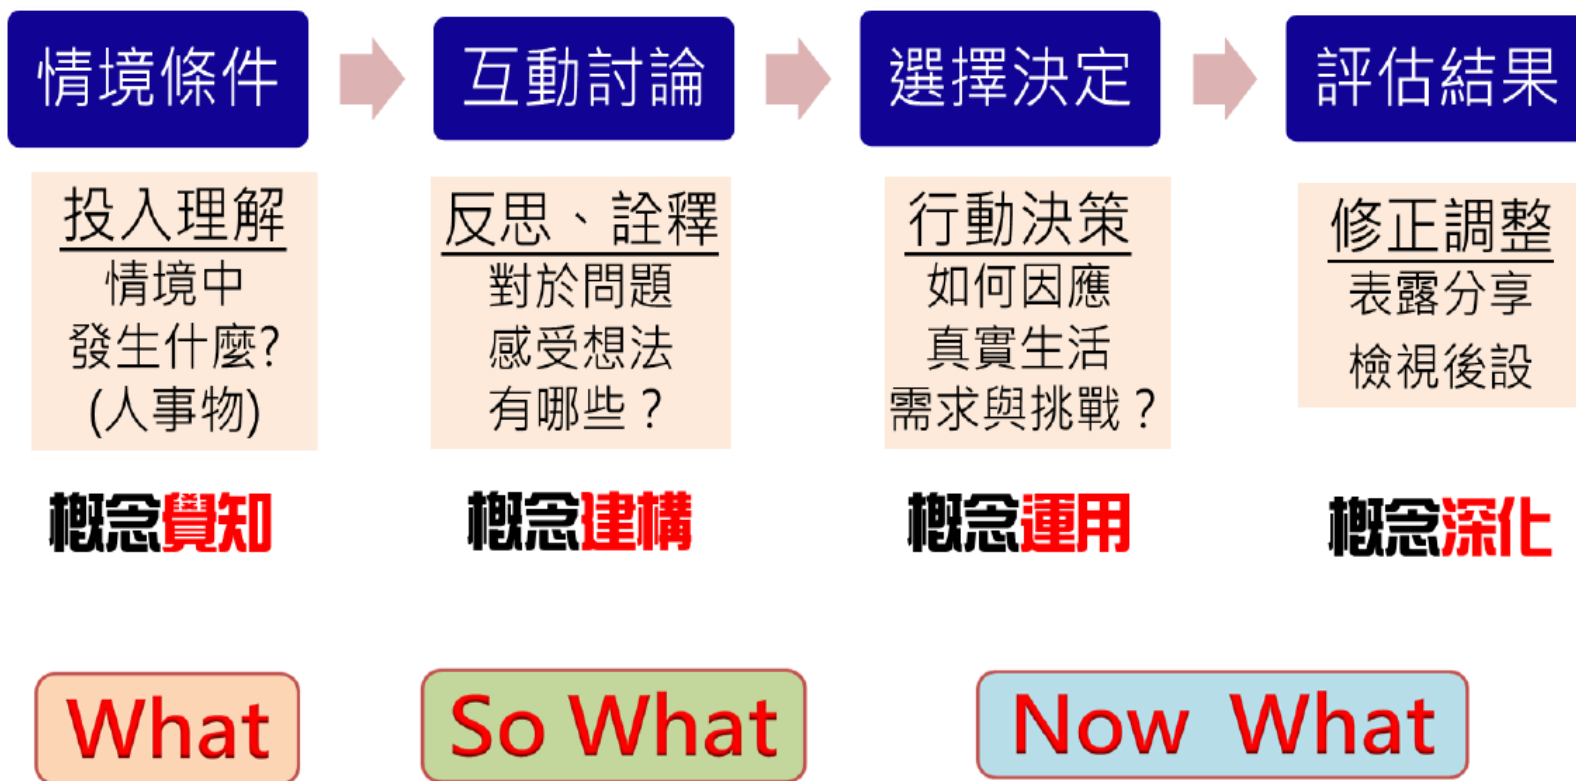 情境條件
互動討論
選擇決定
評估結果
投入理解
情境中
發生什麼?
(人事物)
反思、詮釋
對於問題
感受想法
有哪些？
行動決策
如何因應
真實生活
需求與挑戰？
修正調整
表露分享
檢視後設
概念覺知
概念建構
概念運用
概念深化
What
So What
Now What